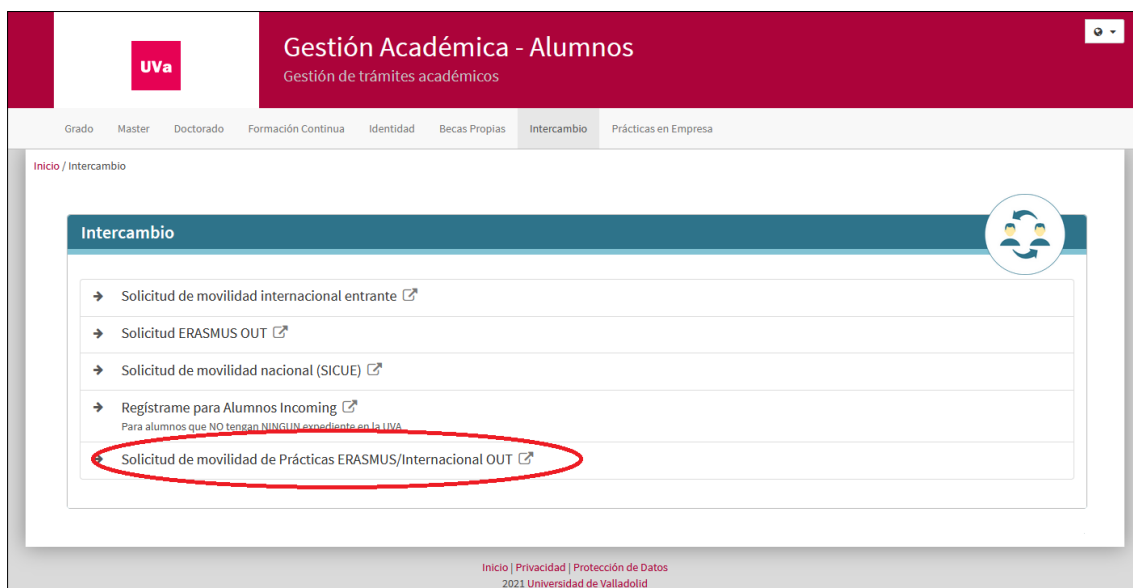 UVa
Gestión Académica - Alumnos
Gestión de trámites académicos
Grado Master Doctorado Formación Continua Identidad Becas Propias Intercambio Prácticas en Empresa
Inicio / Intercambio
Intercambio
Solicitud de movilidad internacional entrante
Solicitud ERASMUS OUT
Solicitud de movilidad nacional (SICUE)
Regístrame para Alumnos Incoming
Para alumnos que NO tengan NINGUN expediente en la UVA
Solicitud de movilidad de Prácticas ERASMUS/Internacional OUT
Inicio | Privacidad | Protección de Datos
2021 Universidad de Valladolid